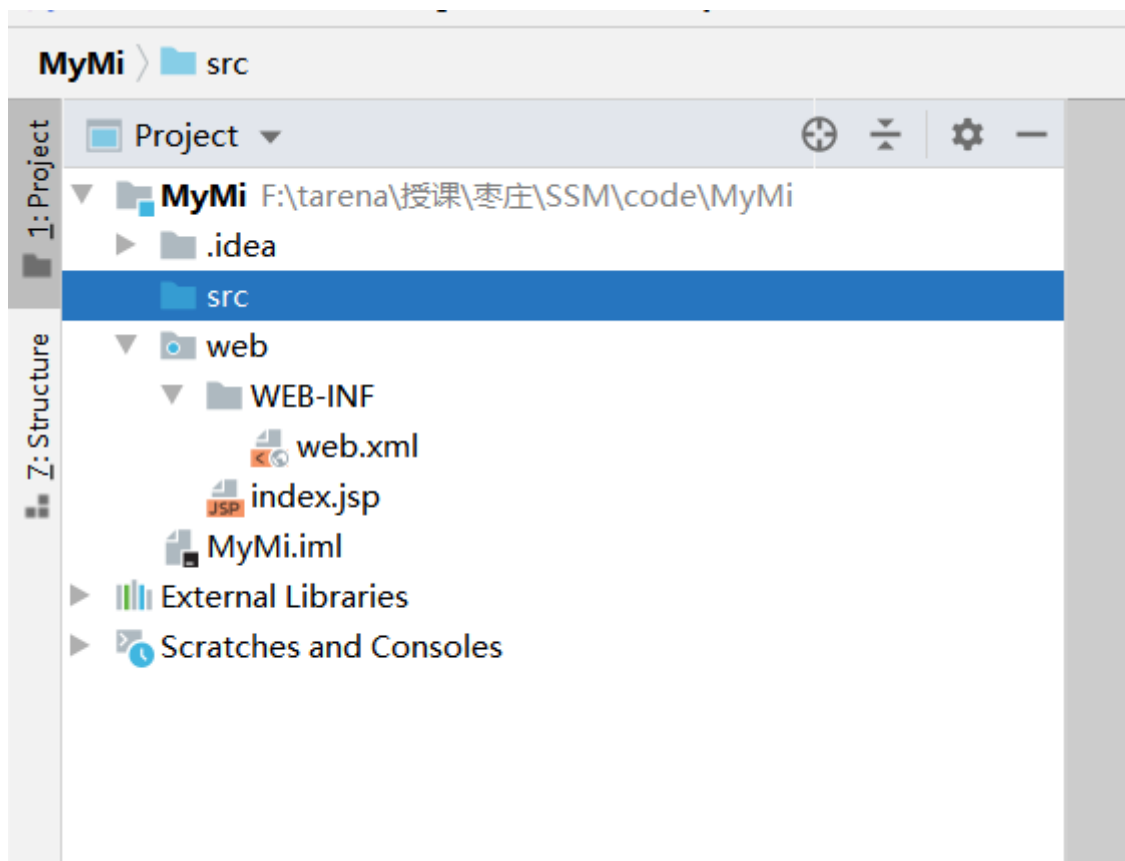 MyMi 〉 src
1: Project
Project
MyMi F:\tarena\授课\枣庄\SSM\code\MyMi
.idea
src
web
WEB-INF
web.xml
JSP index.jsp
MyMi.iml
External Libraries
Scratches and Consoles
7: Structure